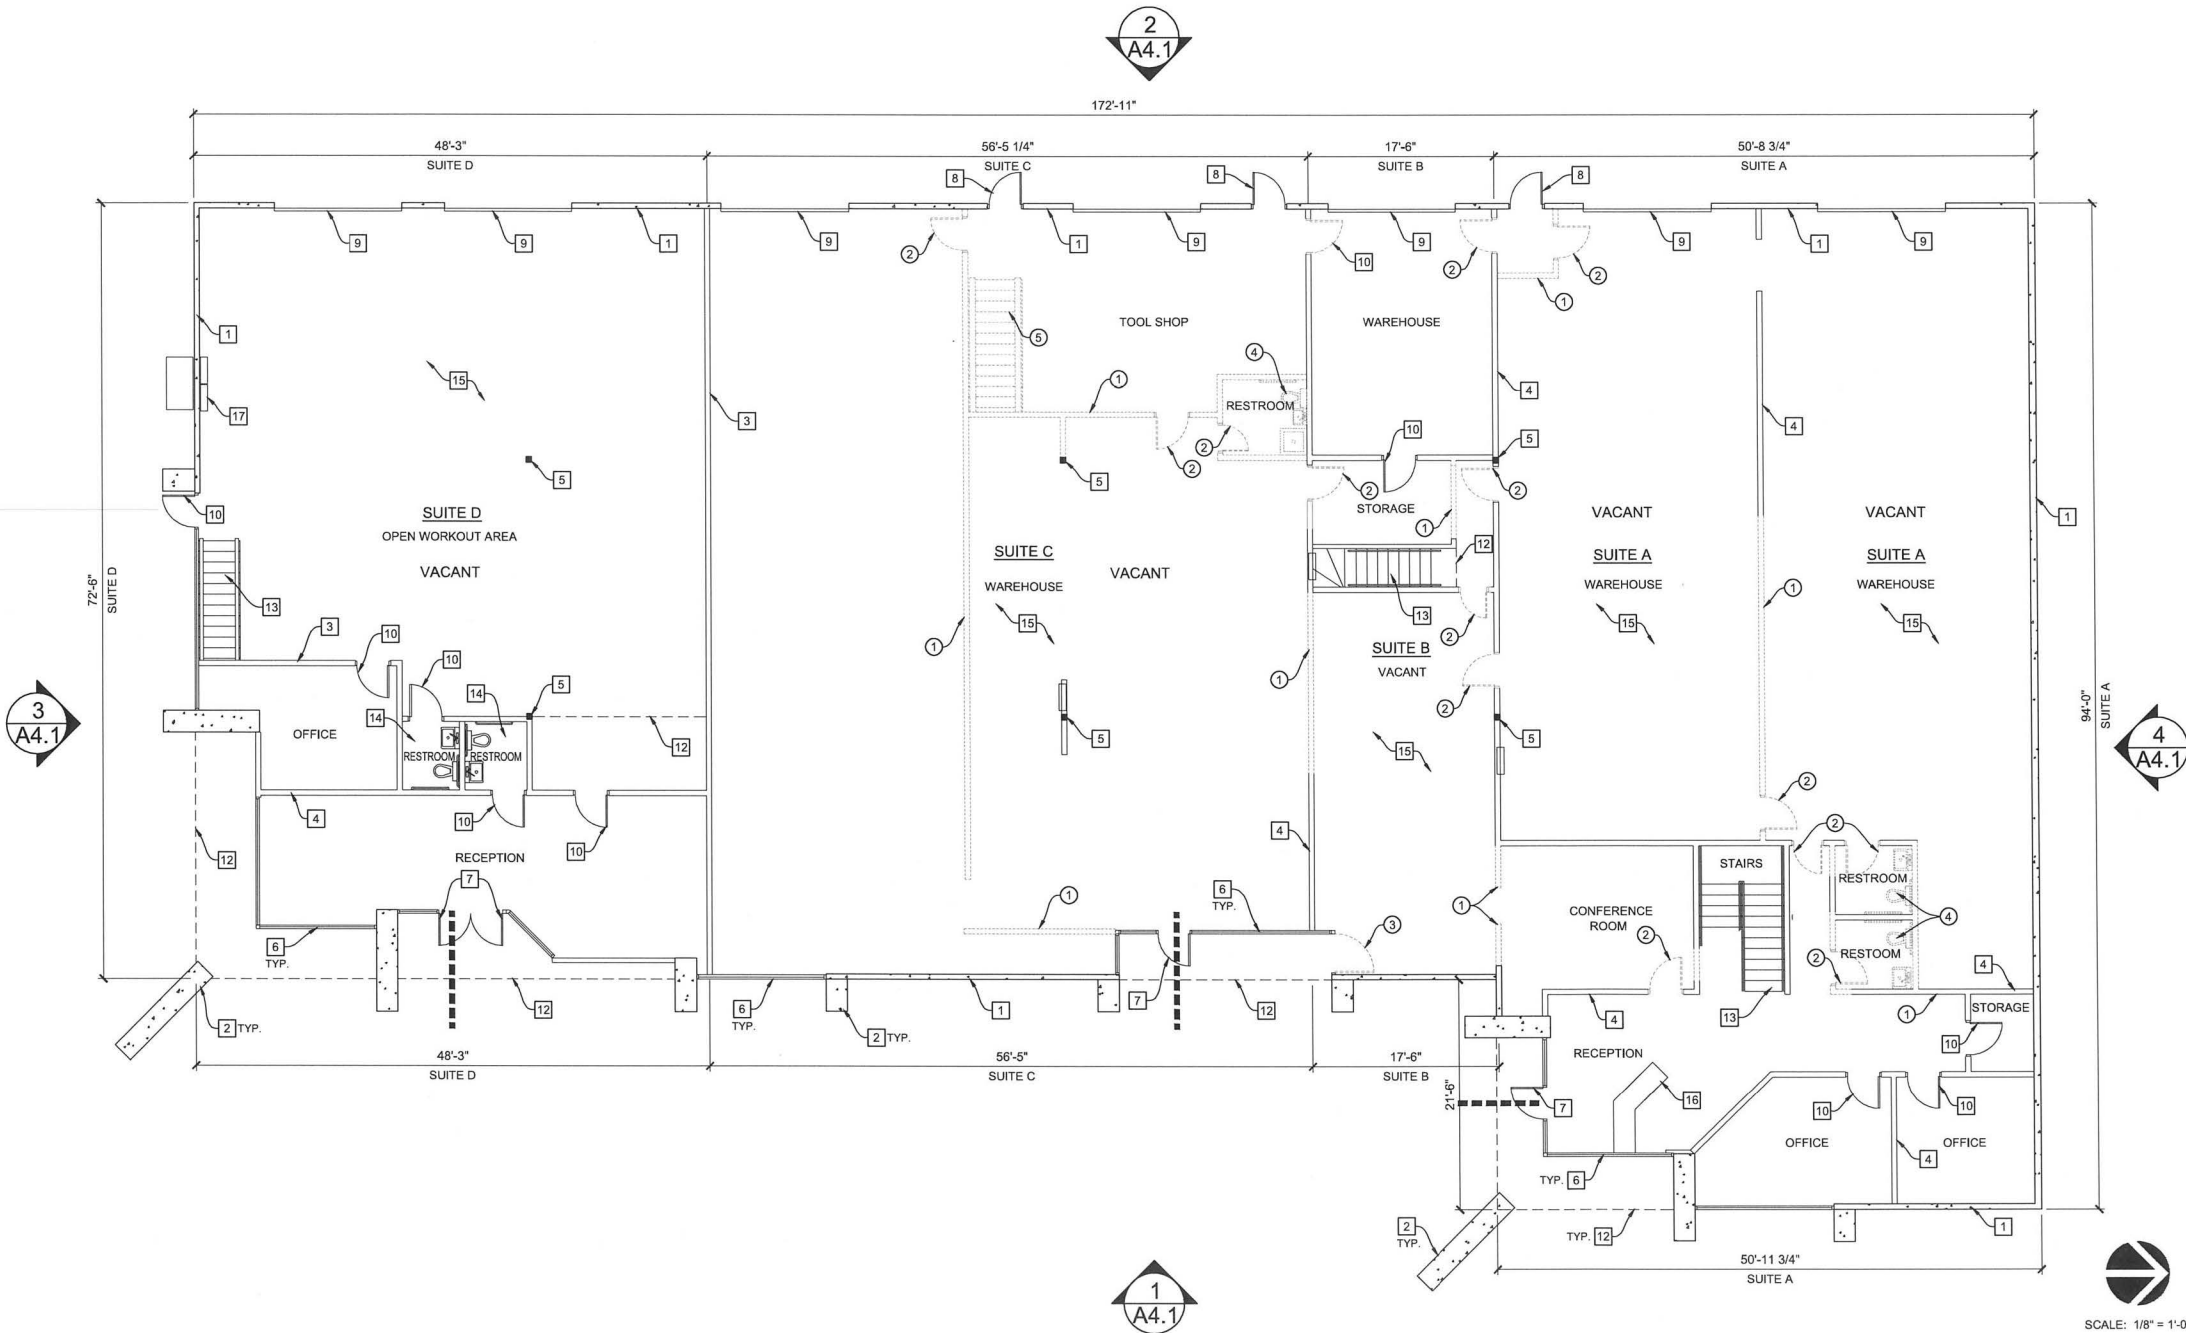 2
A4.1
172'-11"
48'-3"
SUITE D
56'-5 1/4"
SUITE C
17'-6"
SUITE B
50'-8 3/4"
SUITE A
8
8
8
9
9
1
9
2
1
9
10
9
2
2
1
9
1
9
1
15
17
3
5
TOOL SHOP
WAREHOUSE
4
1
RESTROOM
2
2
10
4
4
5
5
5
2
2
STORAGE
1
12
10
SUITE D
OPEN WORKOUT AREA
VACANT
72'-6"
SUITE D
13
3
10
10
14
14
5
12
OFFICE
RESTROOM
RESTROOM
3
A4.1
4
10
10
12
RECEPTION
7
6
TYP.
2 TYP.
12
SUITE C
WAREHOUSE
VACANT
15
1
1
5
13
2
SUITE B
VACANT
2
15
5
4
VACANT
SUITE A
WAREHOUSE
15
VACANT
SUITE A
WAREHOUSE
15
1
1
94'-0"
SUITE A
4
A4.1
2
2
STAIRS
RESTROOM
4
RESTOOM
2
CONFERENCE
ROOM
2
1
1
6
TYP.
3
6
TYP.
2 TYP.
1
7
12
4
13
1
4
STORAGE
10
48'-3"
SUITE D
56'-5"
SUITE C
17'-6"
SUITE B
21'-6"
RECEPTION
7
16
10
10
OFFICE
OFFICE
4
TYP. 6
2
TYP.
TYP. 12
1
50'-11 3/4"
SUITE A
1
A4.1
SCALE: 1/8" = 1'-0